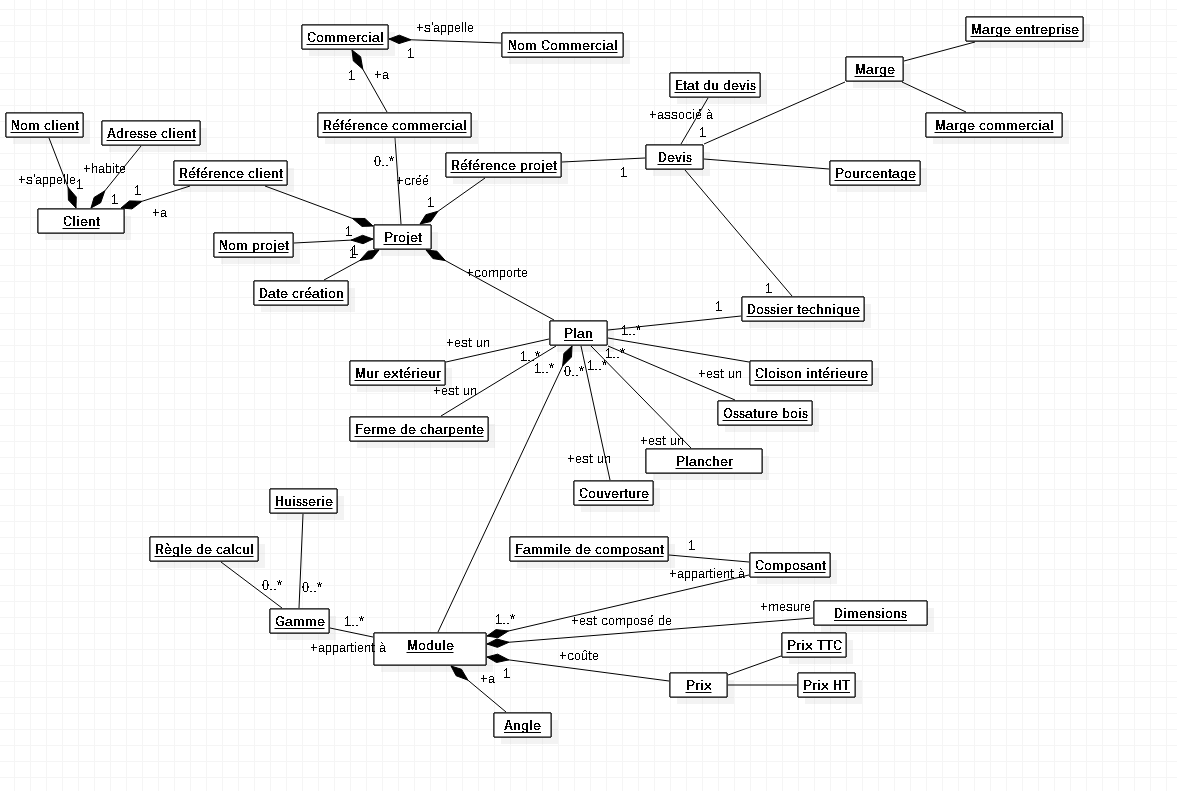 Commercial
+s'appelle
1
Nom Commercial
1
+a
Marge entreprise
Marge
Marge commercial
Etat du devis
+associé à
1
Nom client
Adresse client
Référence commercial
0..*
+créé
Référence projet
1
Devis
Pourcentage
+habite
+s'appelle
1
1
1
+a
Référence client
Client
1
Nom projet
1
1
1
Projet
Date création
+comporte
1
Dossier technique
1
1..*
Plan
+est un
Mur extérieur
1..*
1..*
0..*
1..*
1..*
+est un
Cloison intérieure
+est un
Ferme de charpente
Ossature bois
+est un
Plancher
+est un
Couverture
Huisserie
Règle de calcul
0..*
0..*
Gamme
1..*
+appartient à
Fammile de composant
1
Composant
+appartient à
1..*
+est composé de
+mesure
Dimensions
Module
+coûte
1
+a
Prix TTC
Prix
Prix HT
Angle